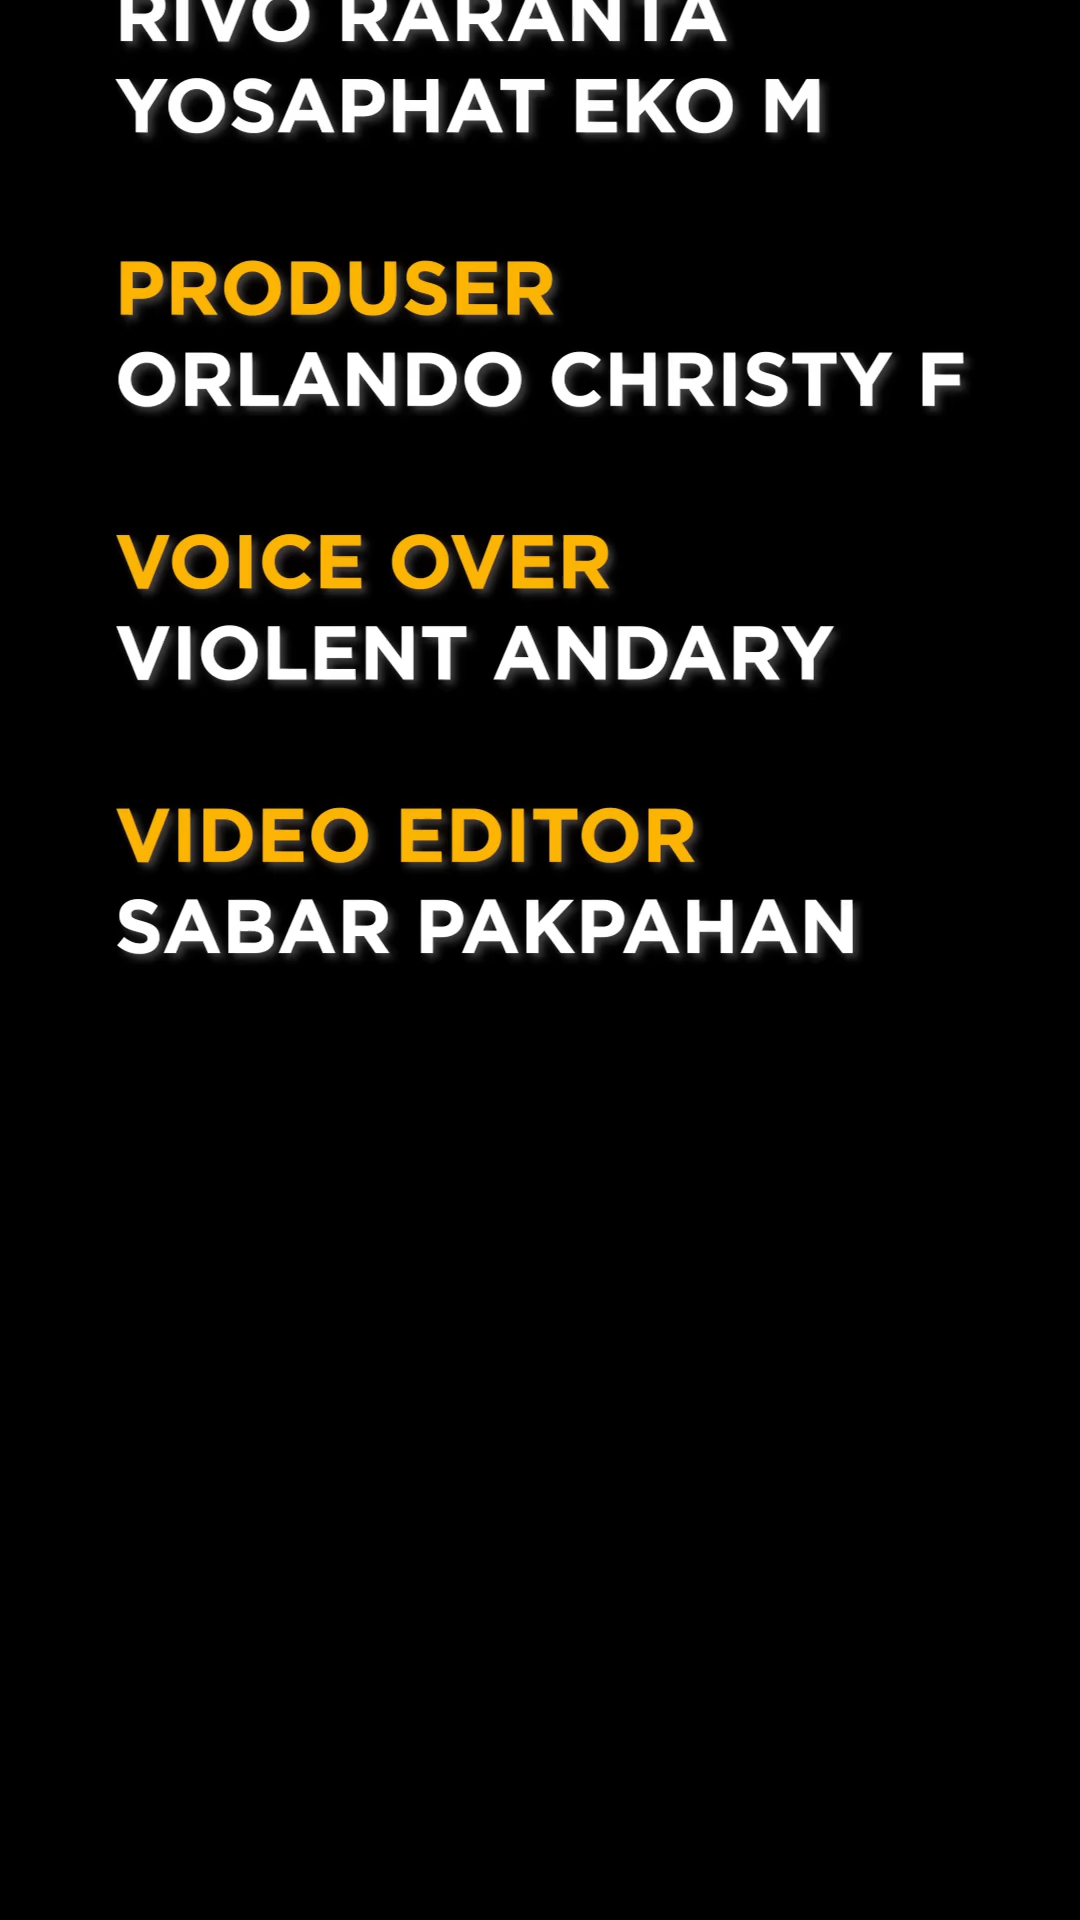 RIVO RARANTA
YOSAPHAT EKO M
PRODUSER
ORLANDO CHRISTY F
VOICE OVER
VIOLENT ANDARY
VIDEO EDITOR
SABAR PAKPAHAN